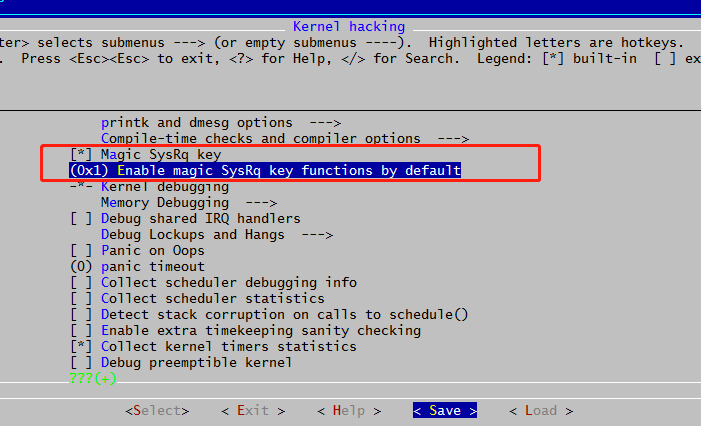 Kernel hacking
ter> selects submenus ---> (or empty submenus ----).  Highlighted letters are hotkeys.
.  Press <Esc><Esc> to exit, <?> for Help, </> for Search.  Legend: [*] built-in  [ ] ex
printk and dmesg options  --->
Compile-time checks and compiler options  --->
[*] Magic SysRq key
(0x1) Enable magic SysRq key functions by default
-*- Kernel debugging
Memory Debugging  --->
[ ] Debug shared IRQ handlers
Debug Lockups and Hangs  --->
[ ] Panic on Oops
(0) panic timeout
[ ] Collect scheduler debugging info
[ ] Collect scheduler statistics
[ ] Detect stack corruption on calls to schedule()
[ ] Enable extra timekeeping sanity checking
[*] Collect kernel timers statistics
[ ] Debug preemptible kernel
???(+)
<Select>    < Exit >    < Help >    < Save >    < Load >